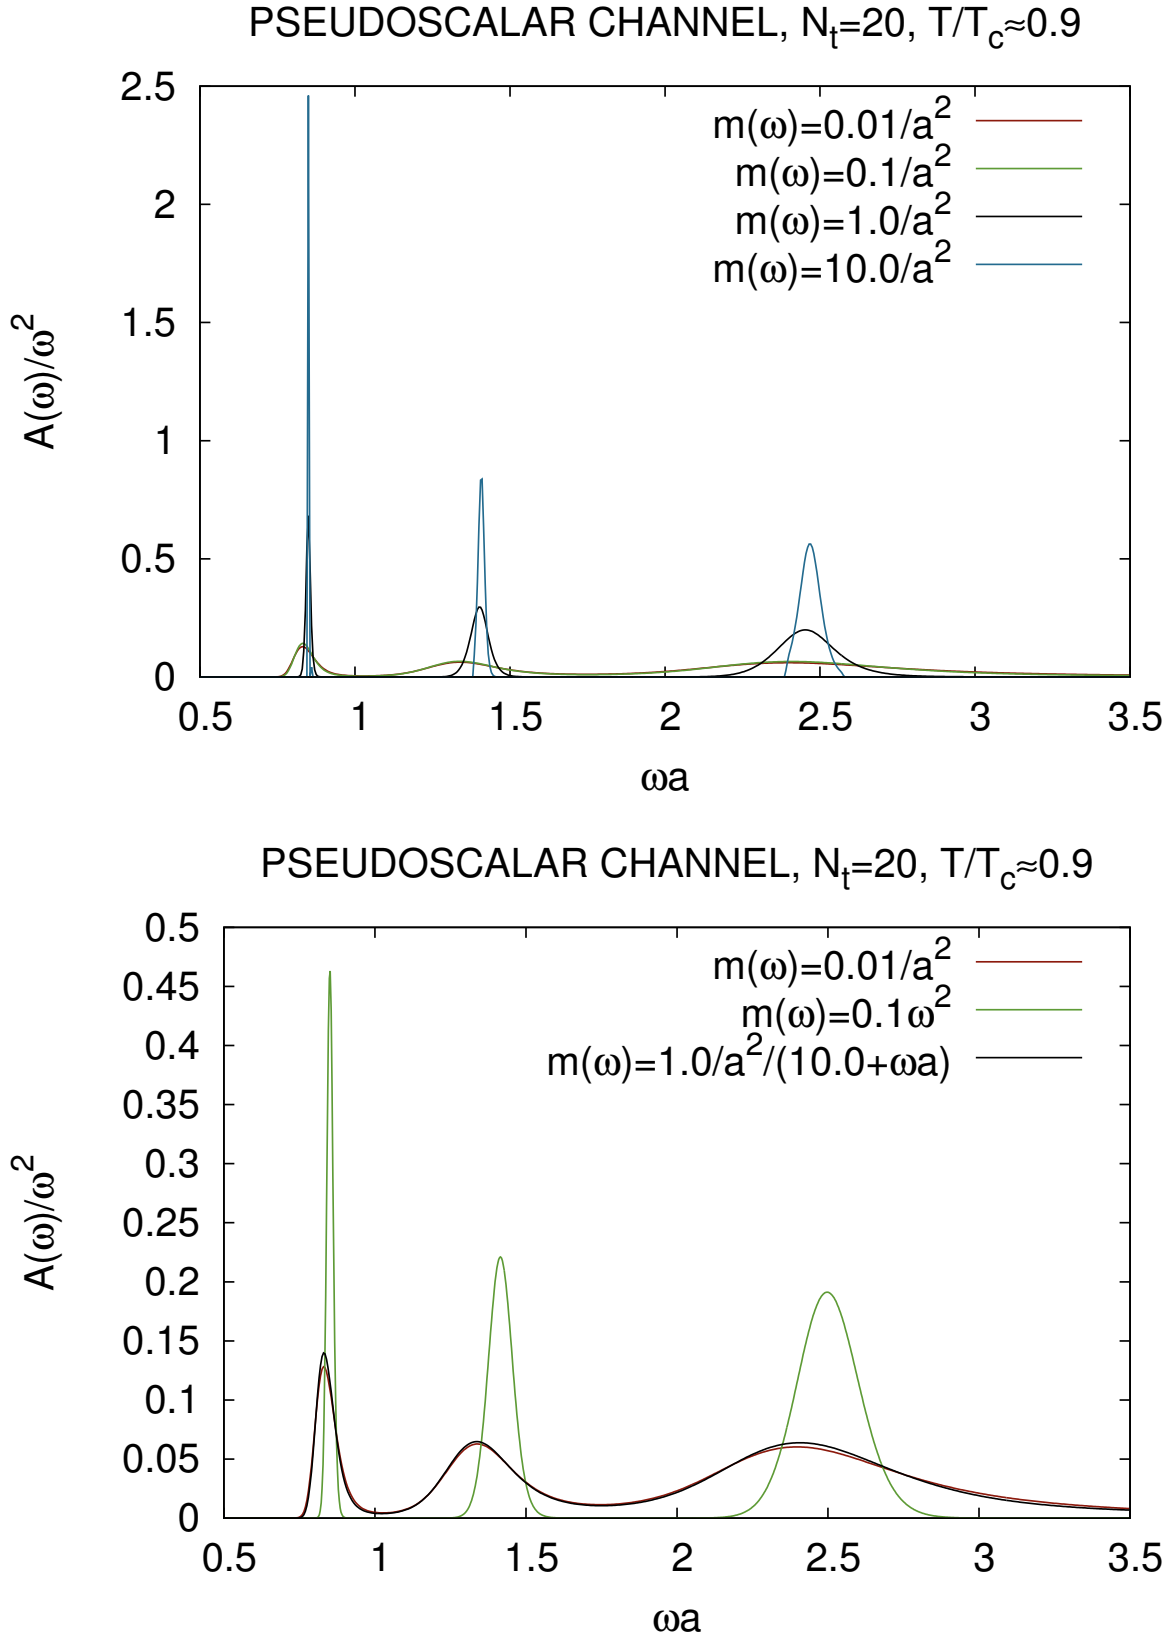 PSEUDOSCALAR CHANNEL, Nt=20, T/Tc≈0.9
2.5
2
1.5
1
0.5
0
A(ω)/ω²
m(ω)=0.01/a²
m(ω)=0.1/a²
m(ω)=1.0/a²
m(ω)=10.0/a²
0.5 1 1.5 2 2.5 3 3.5
ωa
PSEUDOSCALAR CHANNEL, Nt=20, T/Tc≈0.9
0.5
0.45
0.4
0.35
0.3
0.25
0.2
0.15
0.1
0.05
0
A(ω)/ω²
m(ω)=0.01/a²
m(ω)=0.1ω²
m(ω)=1.0/a²/(10.0+ωa)
0.5 1 1.5 2 2.5 3 3.5
ωa